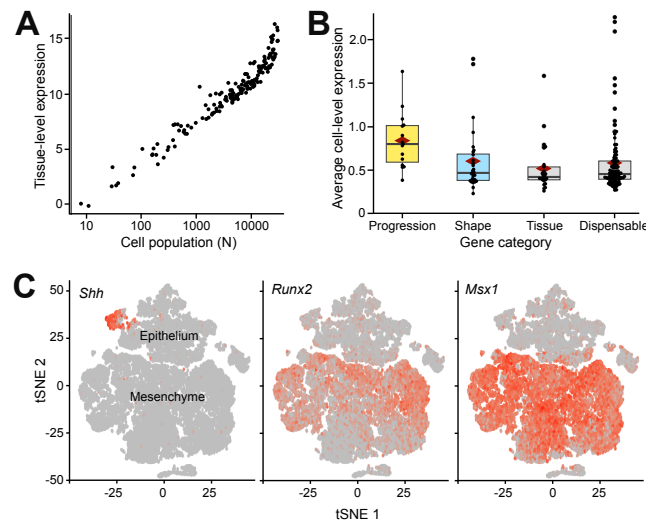 A
Tissue-level expression
15
10
5
0
10
100
1000
10000
Cell population (N)
B
Average cell-level expression
2.0
1.5
1.0
0.5
0.0
Progression
Shape
Tissue
Dispensable
Gene category
C
Shh
Runx2
Msx1
Epithelium
Mesenchyme
tSNE 2
50
25
0
-25
-50
-25 0 25
-25 0 25
-25 0 25
tSNE 1